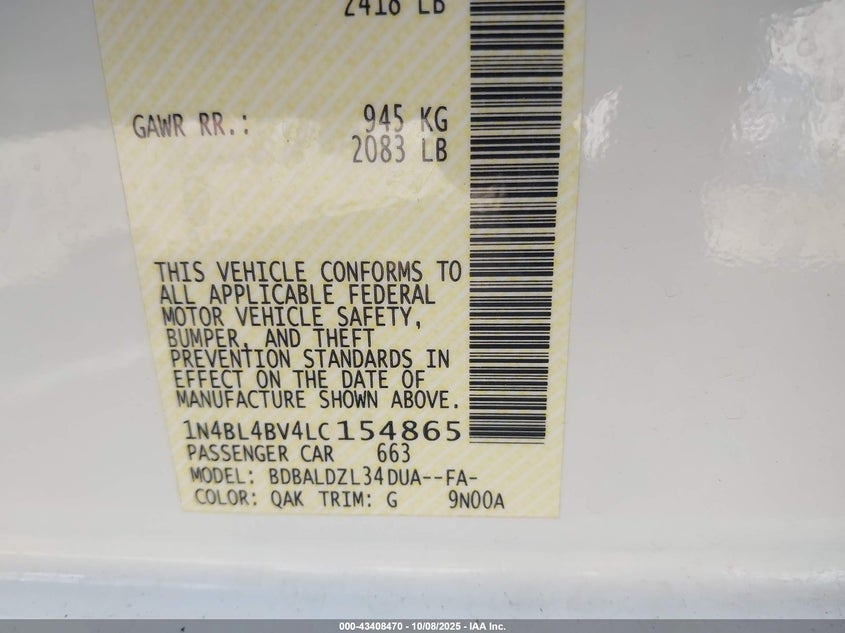 2418 LB
GAWR RR.: 945 KG
2083 LB
THIS VEHICLE CONFORMS TO
ALL APPLICABLE FEDERAL
MOTOR VEHICLE SAFETY,
BUMPER, AND THEFT
PREVENTION STANDARDS IN
EFFECT ON THE DATE OF
MANUFACTURE SHOWN ABOVE.
1N4BL4BV4LC154865
PASSENGER CAR 663
MODEL: BDBALDZL34DUA--FA-
COLOR: QAK TRIM: G 9N00A
000-43408470 - 10/08/2025 - IAA Inc.